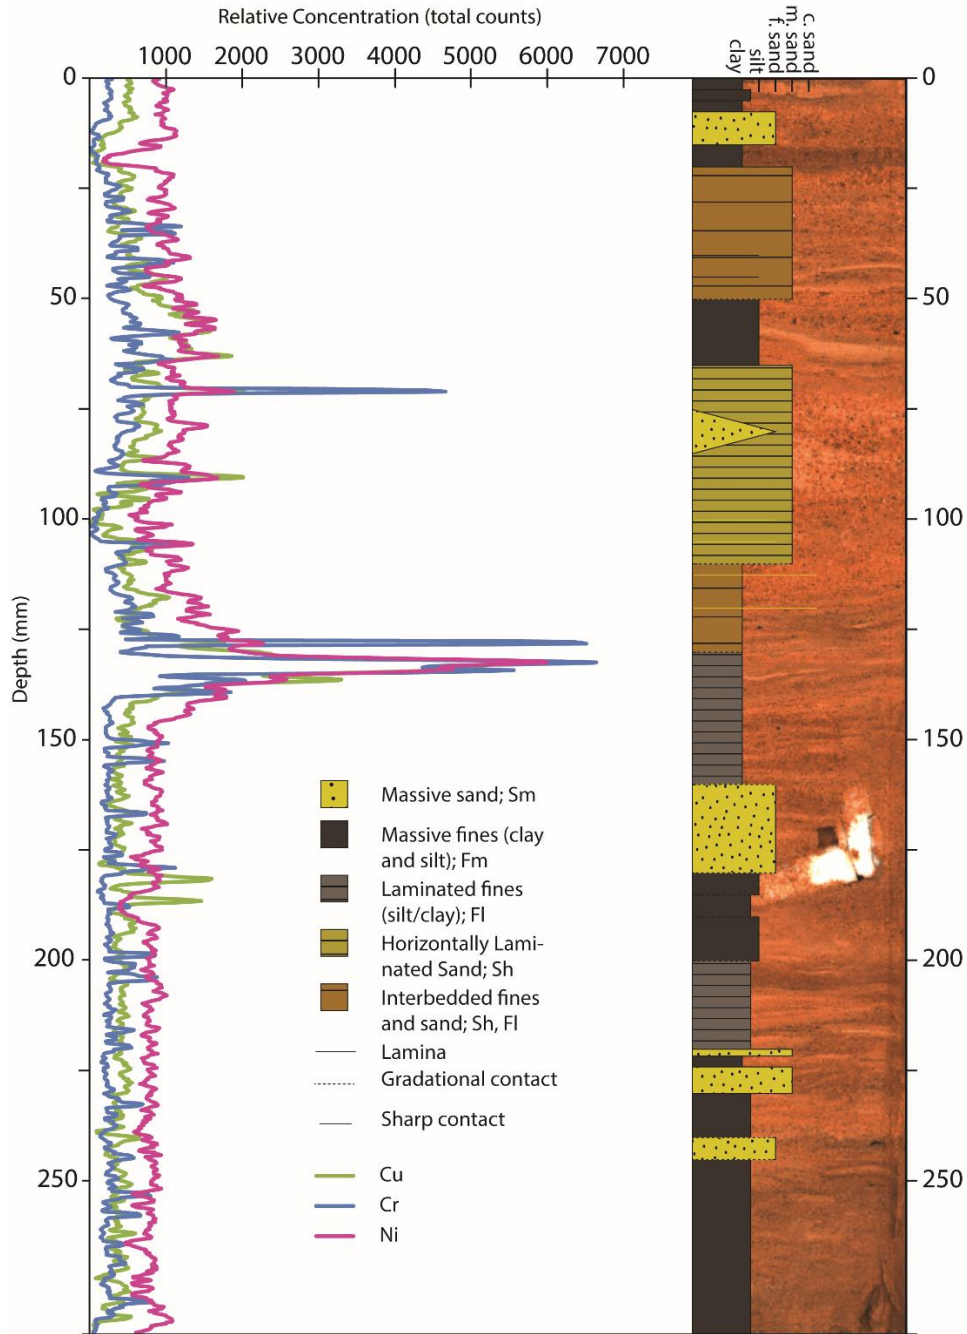 Relative Concentration (total counts)
1000 2000 3000 4000 5000 6000 7000
clay
silt
f. sand
m. sand
c. sand
0 0
50 50
100 100
Depth (mm)
150 150
Massive sand; Sm
Massive fines (clay
and silt); Fm
Laminated fines
(silt/clay); Fl
200 200
Horizontally Lami-
nated Sand; Sh
Interbedded fines
and sand; Sh, Fl
Lamina
Gradational contact
Sharp contact
Cu
250 250
Cr
Ni